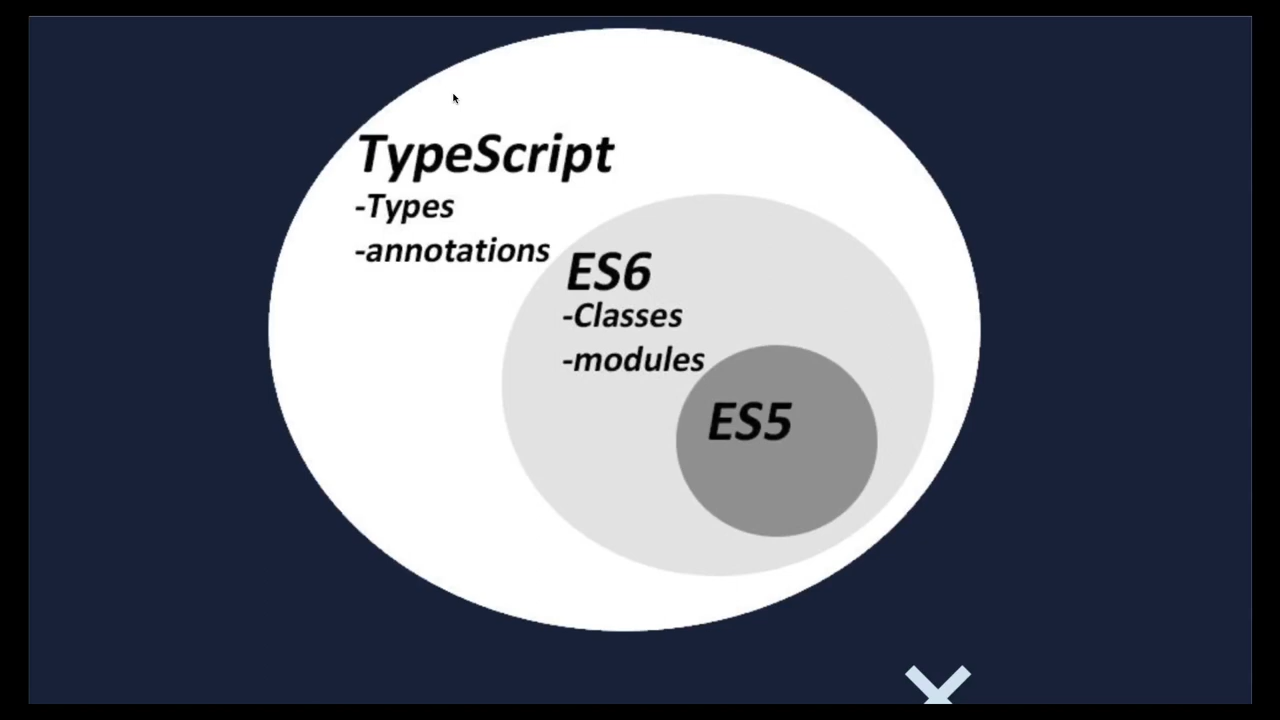 TypeScript
-Types
-annotations
ES6
-Classes
-modules
ES5